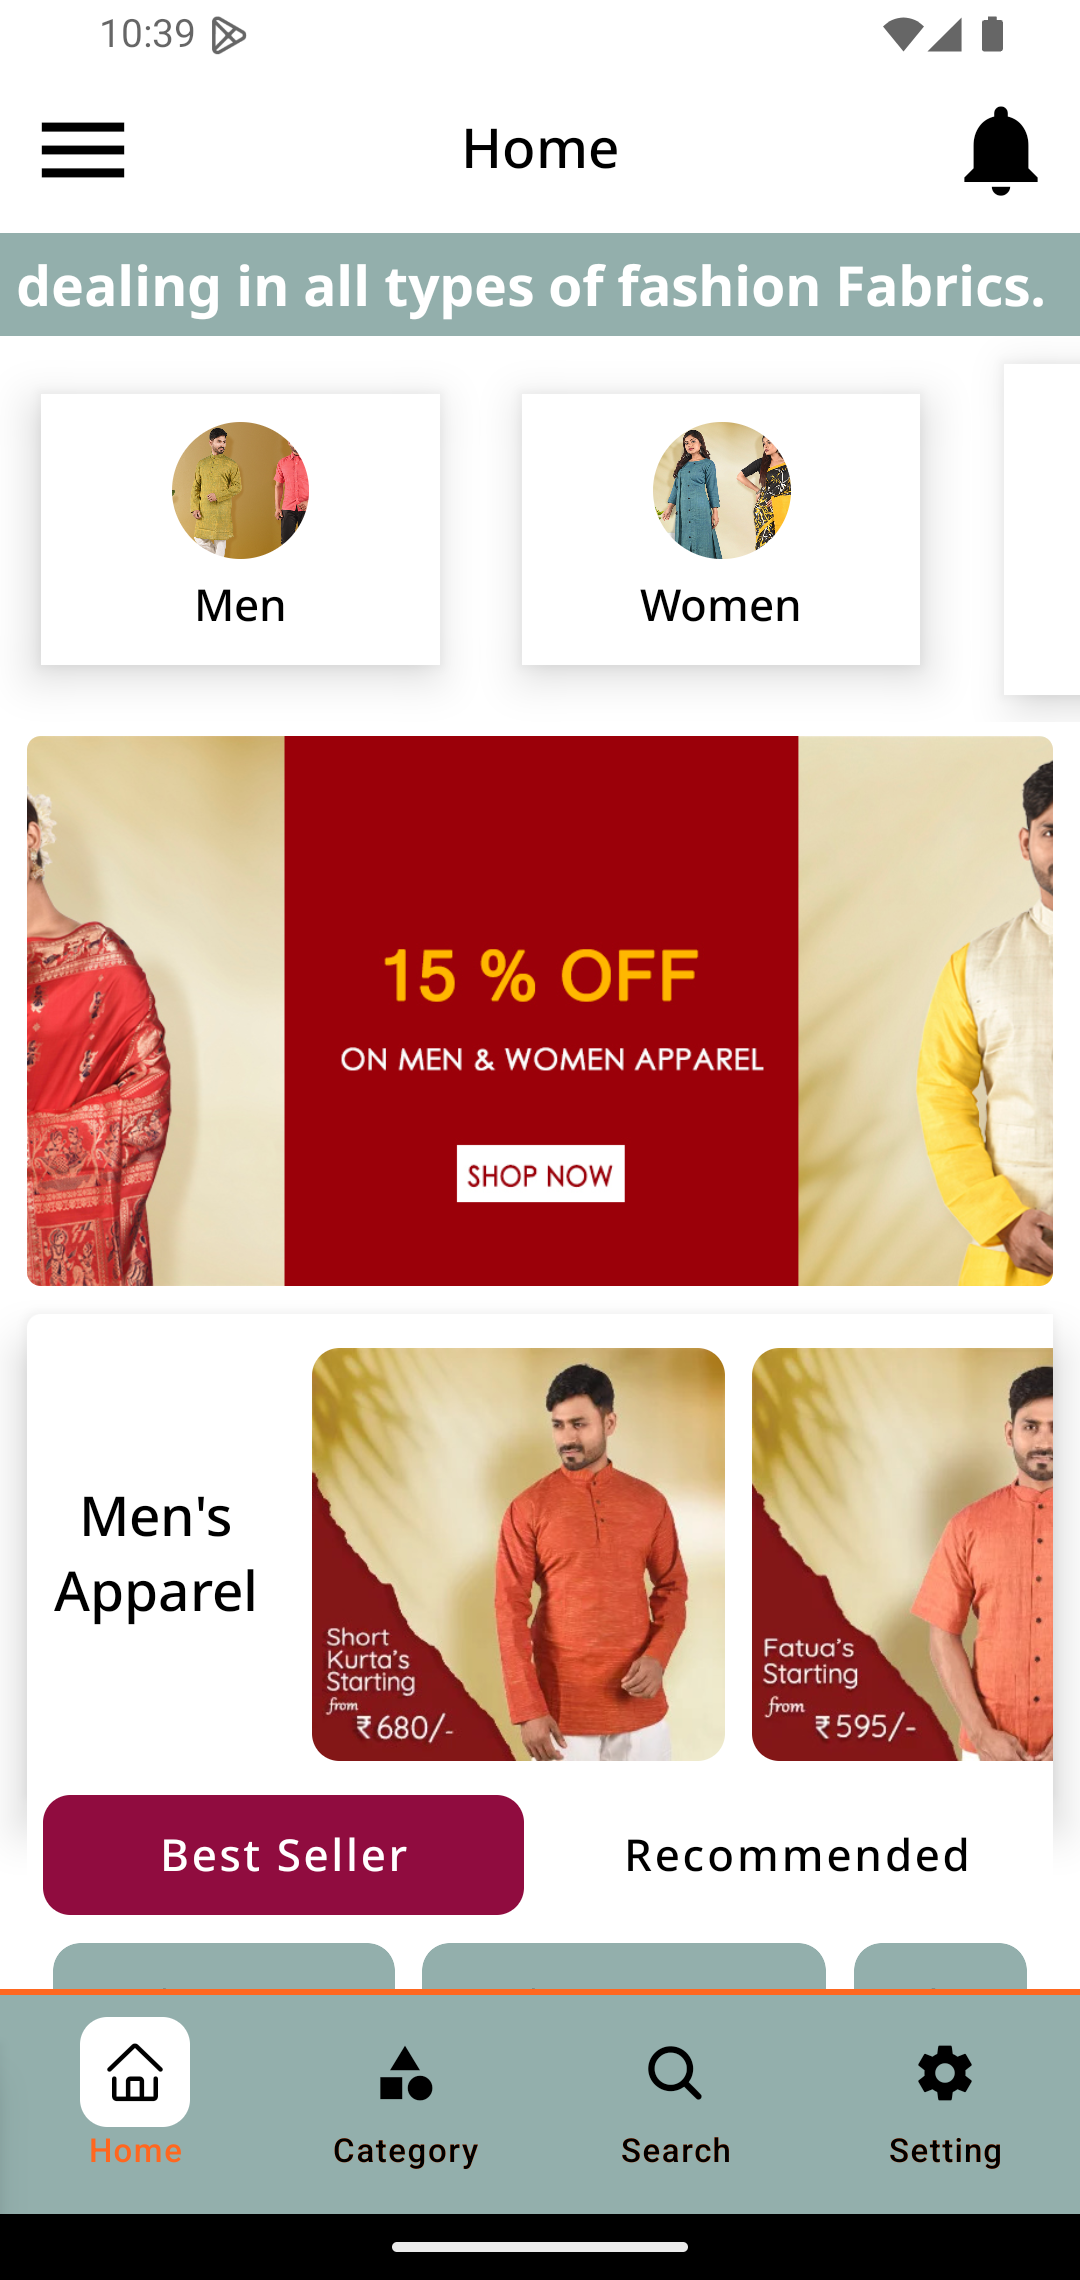 10:39
Home
dealing in all types of fashion Fabrics.
Men
Women
15 % OFF
ON MEN & WOMEN APPAREL
SHOP NOW
Men's
Apparel
Short
Kurta's
Starting
from
₹680/-
Fatua's
Starting
from
₹595/-
Best Seller
Recommended
Home
Category
Search
Setting